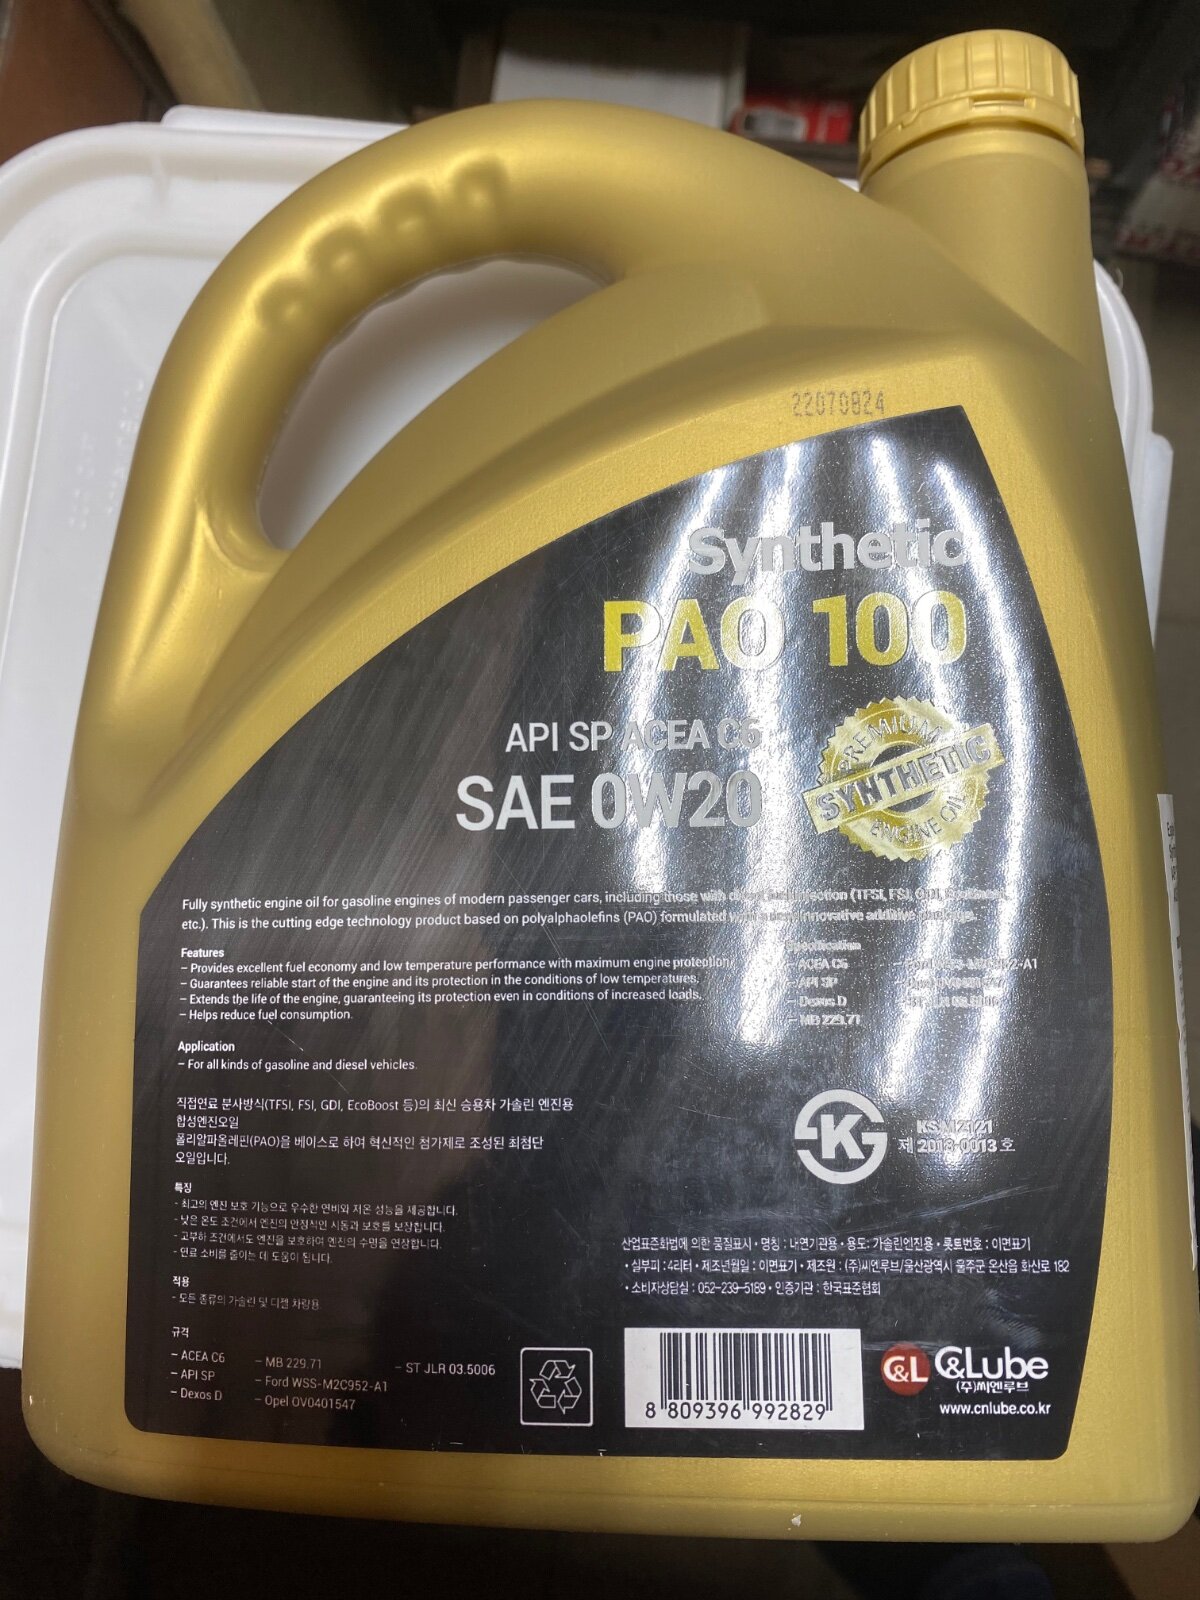 22070824
Synthetic
PAO 100
API SP ACEA C6
SAE 0W20
PREMIUM
SYNTHETIC
ENGINE OIL
Fully synthetic engine oil for gasoline engines of modern passenger cars, including those with direct injection (TFSI, FSI, GDI,
etc.). This is the cutting edge technology product based on polyalphaolefins (PAO) formulated innovative additive
Features
– Provides excellent fuel economy and low temperature performance with maximum engine protection.
– Guarantees reliable start of the engine and its protection in the conditions of low temperatures.
– Extends the life of the engine, guaranteeing its protection even in conditions of increased loads.
– Helps reduce fuel consumption.
Specification
– ACEA C6
– API SP
– Dexos D
– MB 229.71
– ST JLR 03.5006
Application
– For all kinds of gasoline and diesel vehicles.
직접연료 분사방식(TFSI, FSI, GDI, EcoBoost 등)의 최신 승용차 가솔린 엔진용
합성엔진오일
폴리알파올레핀(PAO)을 베이스로 하여 혁신적인 첨가제로 조성된 최첨단
오일입니다.
특징
- 최고의 엔진 보호 기능으로 우수한 연비와 저온 성능을 제공합니다.
- 낮은 온도 조건에서 엔진의 안정적인 시동과 보호를 보장합니다.
- 고부하 조건에서도 엔진을 보호하여 엔진의 수명을 연장합니다.
- 연료 소비를 줄이는 데 도움이 됩니다.
적용
- 모든 종류의 가솔린 및 디젤 차량용
규격
– ACEA C6
– API SP
– Dexos D
– MB 229.71
– Ford WSS-M2C952-A1
– Opel OV0401547
– ST JLR 03.5006
K
KS M2121
제 2013-0013 호
산업표준화법에 의한 품질표시 • 명칭 : 내연기관용 • 용도: 가솔린엔진용 • 롯트번호 : 이면표기
• 실부피 : 4리터 • 제조년월일 : 이면표기 • 제조원 : (주)씨엔루브/울산광역시 울주군 온산읍 화산로 182
• 소비자상담실 : 052-239-5189 • 인증기관 : 한국표준협회
8 809396 992829
C&L
C&Lube
(주)씨엔루브
www.cnlube.co.kr